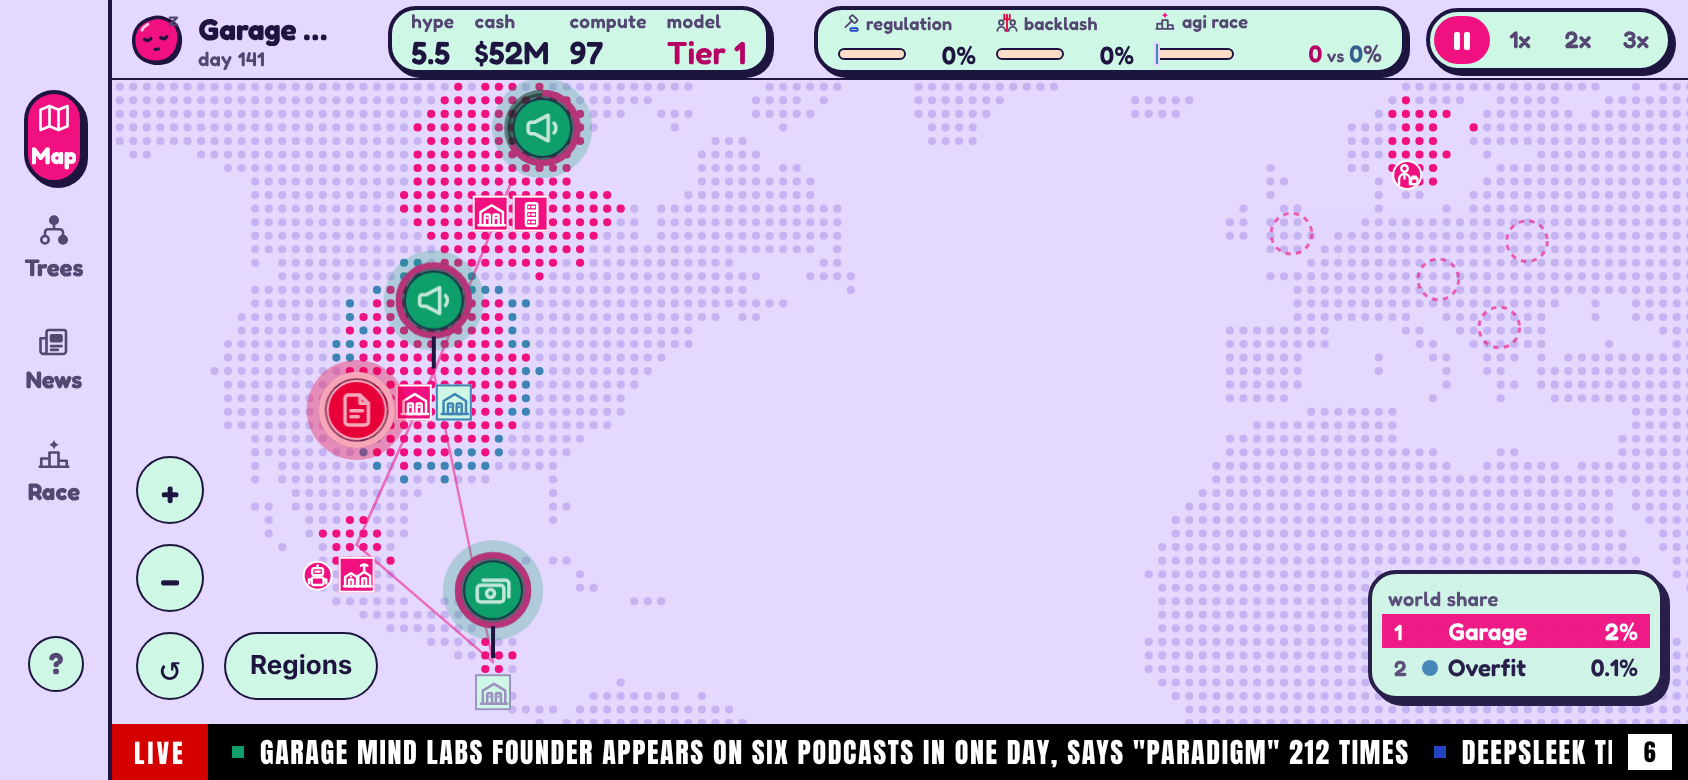 Garage ...
day 141
hype
5.5
cash
$52M
compute
97
model
Tier 1
regulation
0%
backlash
0%
agi race
0 vs 0%
1x
2x
3x
Map
Trees
News
Race
?
+
−
↺
Regions
world share
1 Garage 2%
2 Overfit 0.1%
LIVE
GARAGE MIND LABS FOUNDER APPEARS ON SIX PODCASTS IN ONE DAY, SAYS "PARADIGM" 212 TIMES
DEEPSLEEK
6